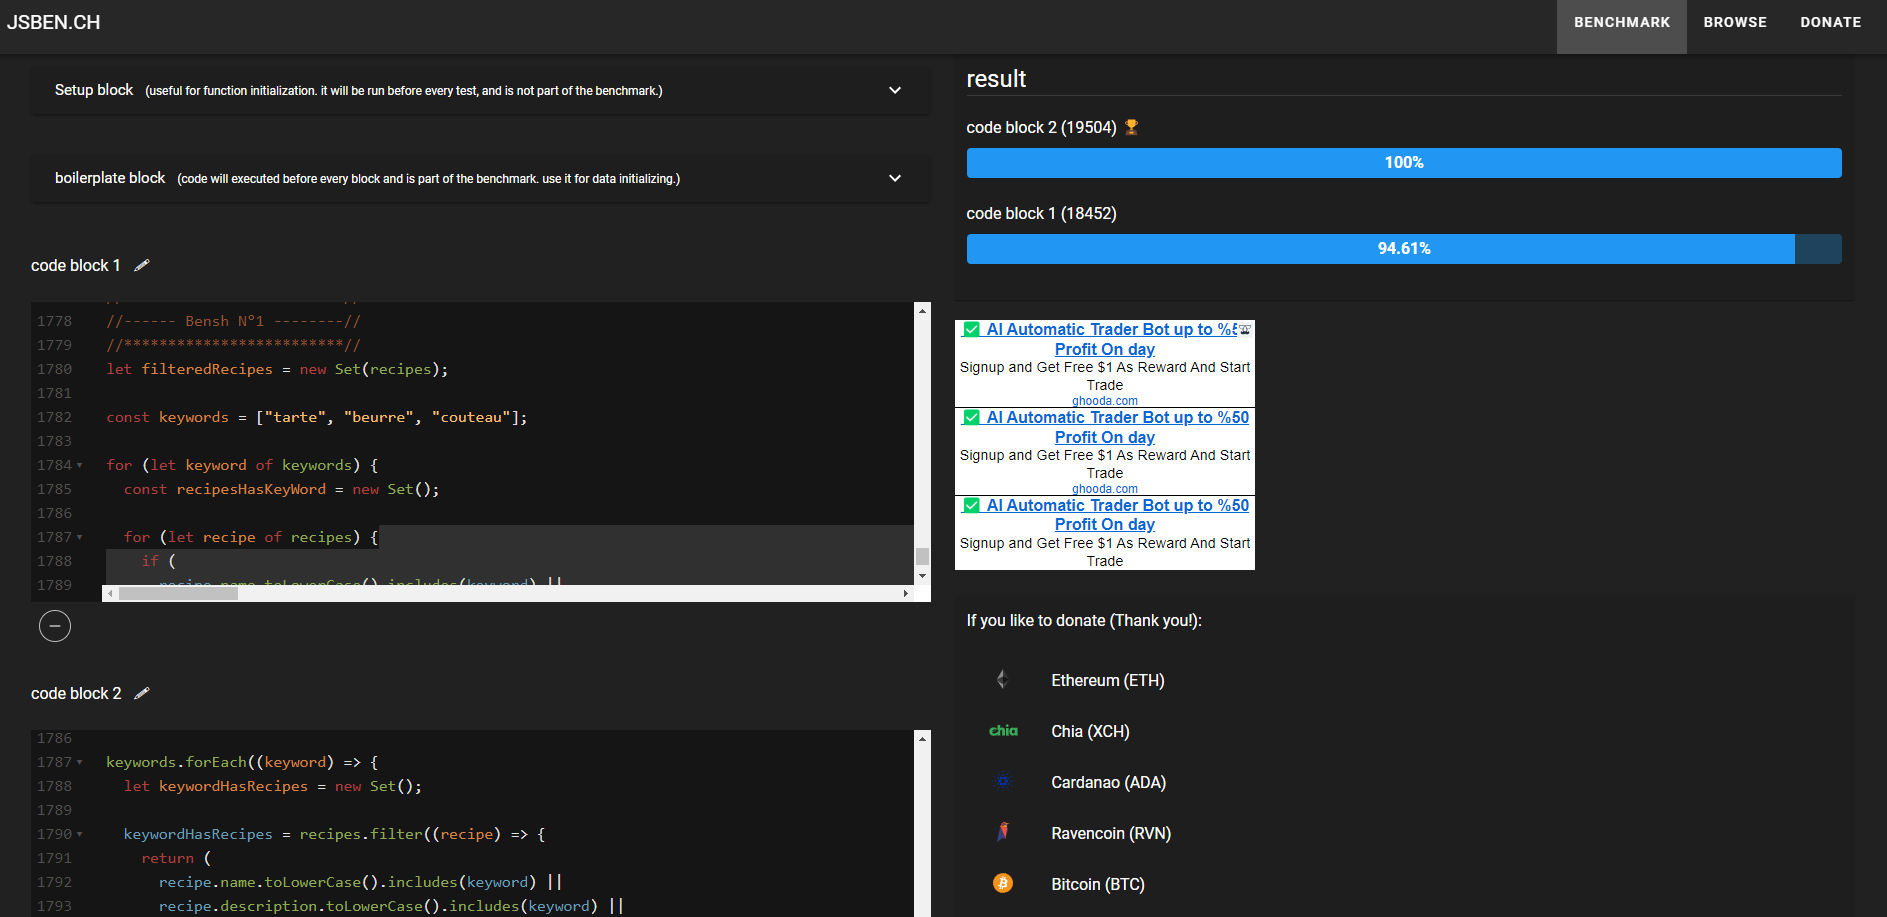 JSBEN.CH
BENCHMARK
BROWSE
DONATE
Setup block (useful for function initialization. it will be run before every test, and is not part of the benchmark.)
boilerplate block (code will executed before every block and is part of the benchmark. use it for data initializing.)
code block 1
1778 //------ Bensh N°1 --------//
1779 //*************************//
1780 let filteredRecipes = new Set(recipes);
1781
1782 const keywords = ["tarte", "beurre", "couteau"];
1783
1784 for (let keyword of keywords) {
1785 const recipesHasKeyWord = new Set();
1786
1787 for (let recipe of recipes) {
1788 if (
1789 recipe.name.toLowerCase().includes(keyword) ||
code block 2
1786
1787 keywords.forEach((keyword) => {
1788 let keywordHasRecipes = new Set();
1789
1790 keywordHasRecipes = recipes.filter((recipe) => {
1791 return (
1792 recipe.name.toLowerCase().includes(keyword) ||
1793 recipe.description.toLowerCase().includes(keyword) ||
result
code block 2 (19504)
100%
code block 1 (18452)
94.61%
AI Automatic Trader Bot up to %5
Profit On day
Signup and Get Free $1 As Reward And Start
Trade
ghooda.com
AI Automatic Trader Bot up to %50
Profit On day
Signup and Get Free $1 As Reward And Start
Trade
ghooda.com
AI Automatic Trader Bot up to %50
Profit On day
Signup and Get Free $1 As Reward And Start
Trade
If you like to donate (Thank you!):
Ethereum (ETH)
chia Chia (XCH)
Cardanao (ADA)
Ravencoin (RVN)
Bitcoin (BTC)